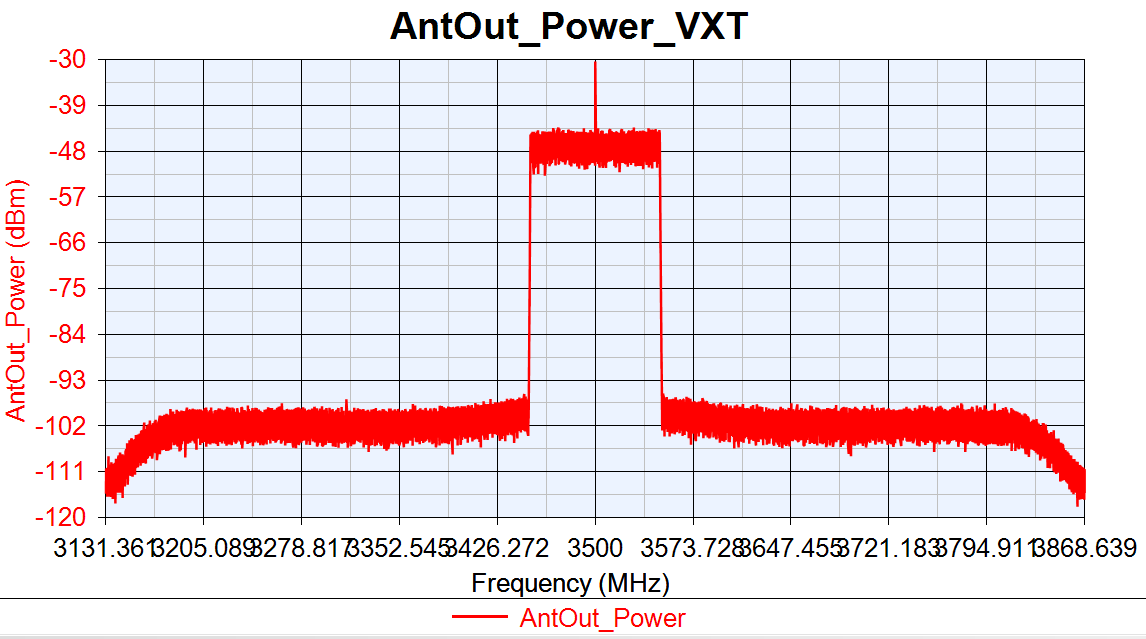 AntOut_Power_VXT
-30
-39
-48
-57
-66
-75
-84
-93
-102
-111
-120
AntOut_Power (dBm)
3131.361 3205.089 3278.817 3352.545 3426.272 3500 3573.728 3647.455 3721.183 3794.911 3868.639
Frequency (MHz)
AntOut_Power